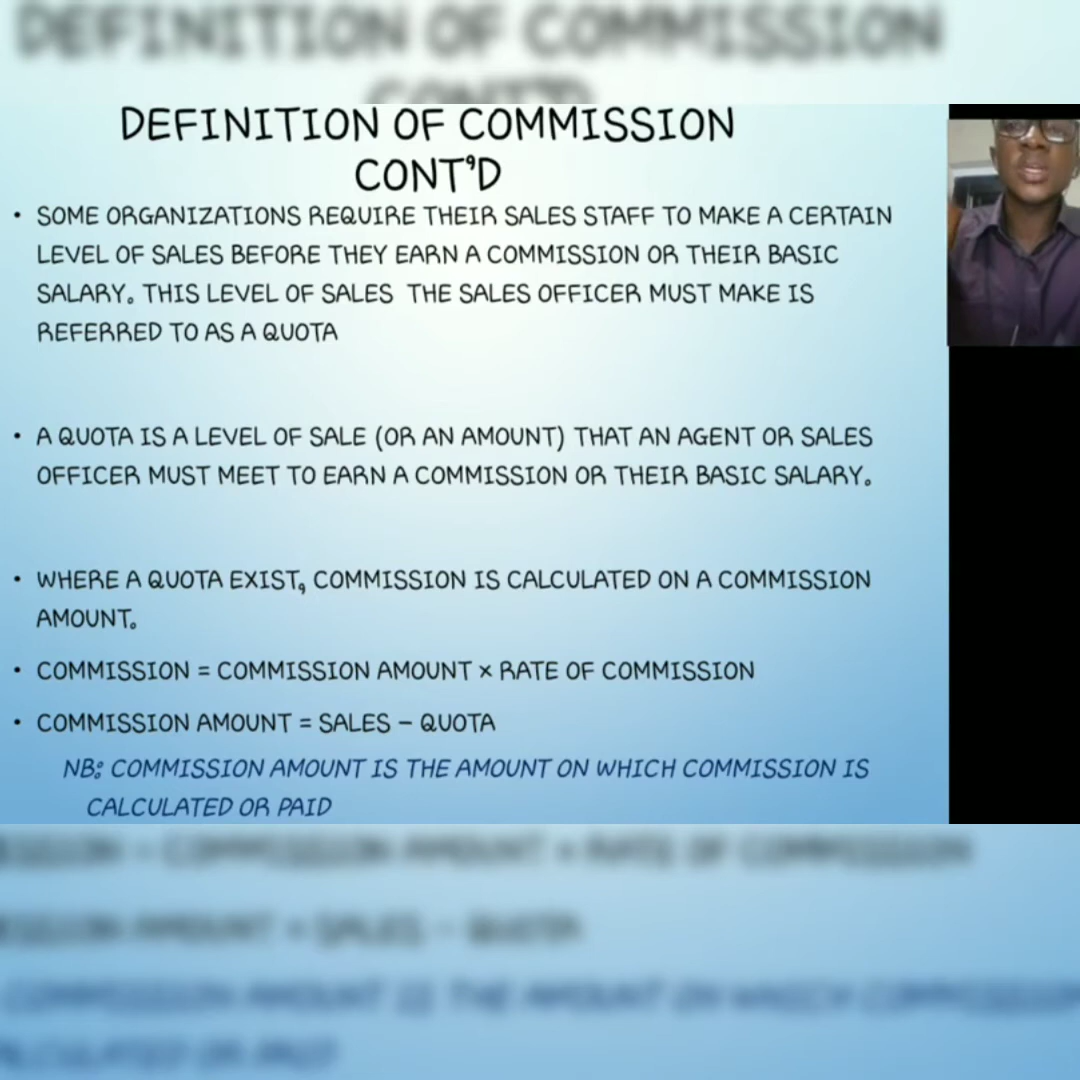 DEFINITION OF COMMISSION
CONT'D
DEFINITION OF COMMISSION
CONT'D
• SOME ORGANIZATIONS REQUIRE THEIR SALES STAFF TO MAKE A CERTAIN
LEVEL OF SALES BEFORE THEY EARN A COMMISSION OR THEIR BASIC
SALARY. THIS LEVEL OF SALES THE SALES OFFICER MUST MAKE IS
REFERRED TO AS A QUOTA
• A QUOTA IS A LEVEL OF SALE (OR AN AMOUNT) THAT AN AGENT OR SALES
OFFICER MUST MEET TO EARN A COMMISSION OR THEIR BASIC SALARY.
• WHERE A QUOTA EXIST, COMMISSION IS CALCULATED ON A COMMISSION
AMOUNT.
• COMMISSION = COMMISSION AMOUNT × RATE OF COMMISSION
• COMMISSION AMOUNT = SALES – QUOTA
NB: COMMISSION AMOUNT IS THE AMOUNT ON WHICH COMMISSION IS
CALCULATED OR PAID